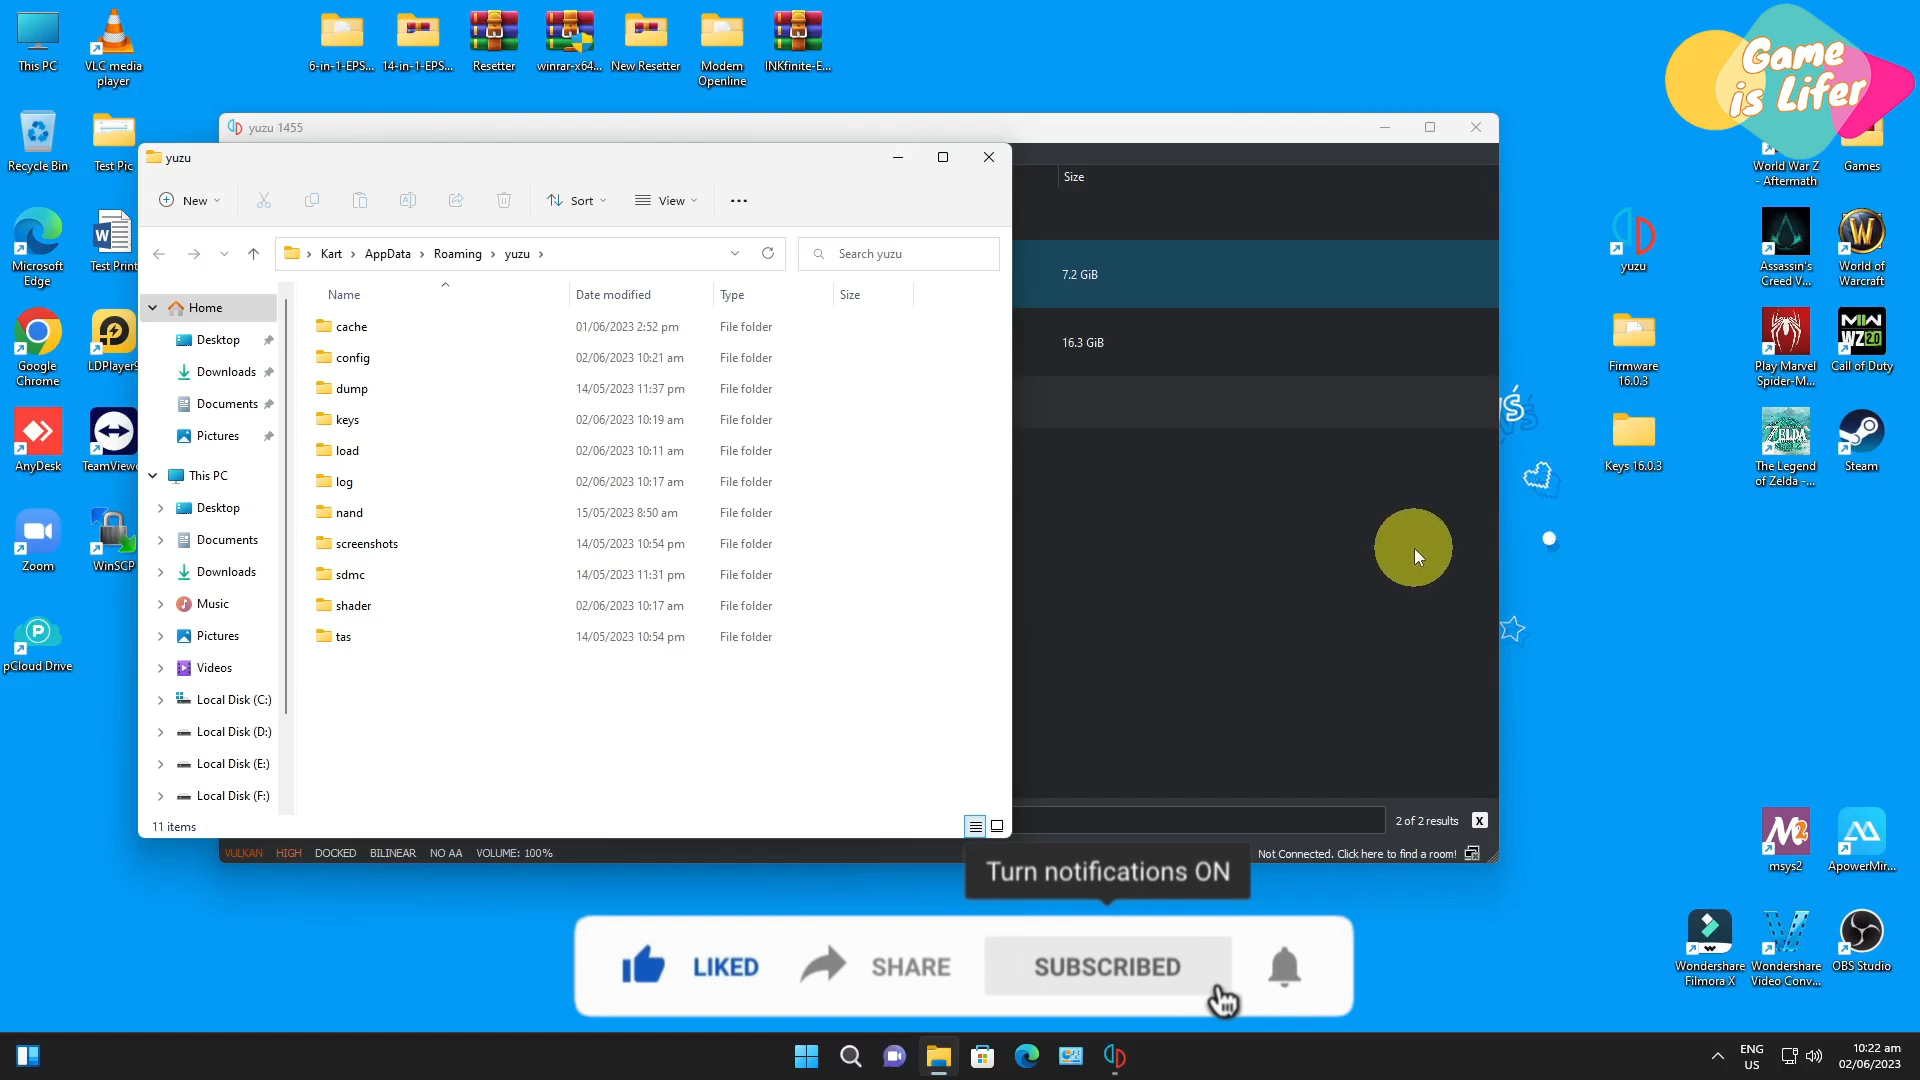 This PC
VLC media
player
6-in-1-EPS...
14-in-1-EPS...
Resetter
winrar-x64...
New Resetter
Modem
Openline
INKfinite-E...
Game
is Lifer
Recycle Bin
Test Pic
World War Z
- Aftermath
Games
Microsoft
Edge
Test Print
yuzu
Assassin's
Creed V...
World of
Warcraft
Google
Chrome
LDPlayer9
Firmware
16.0.3
Play Marvel
Spider-M...
Call of Duty
AnyDesk
TeamViewe
Keys 16.0.3
The Legend
of Zelda -...
Steam
Zoom
WinSCP
pCloud Drive
msys2
ApowerMir...
Wondershare
Filmora X
Wondershare
Video Conv...
OBS Studio
yuzu 1455
Size
7.2 GiB
16.3 GiB
2 of 2 results
X
VULKAN HIGH DOCKED BILINEAR NO AA VOLUME: 100%
Not Connected. Click here to find a room!
yuzu
New
Sort
View
Kart > AppData > Roaming > yuzu >
Search yuzu
Name Date modified Type Size
cache 01/06/2023 2:52 pm File folder
config 02/06/2023 10:21 am File folder
dump 14/05/2023 11:37 pm File folder
keys 02/06/2023 10:19 am File folder
load 02/06/2023 10:11 am File folder
log 02/06/2023 10:17 am File folder
nand 15/05/2023 8:50 am File folder
screenshots 14/05/2023 10:54 pm File folder
sdmc 14/05/2023 11:31 pm File folder
shader 02/06/2023 10:17 am File folder
tas 14/05/2023 10:54 pm File folder
Home
Desktop
Downloads
Documents
Pictures
This PC
Desktop
Documents
Downloads
Music
Pictures
Videos
Local Disk (C:)
Local Disk (D:)
Local Disk (E:)
Local Disk (F:)
11 items
Turn notifications ON
LIKED SHARE SUBSCRIBED
ENG
US
10:22 am
02/06/2023